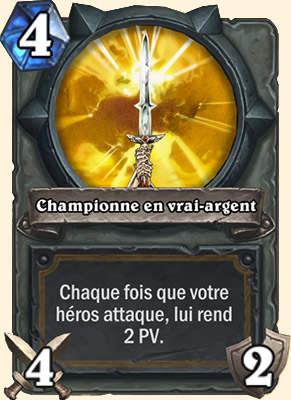 4
Championne en vrai-argent
Chaque fois que votre
héros attaque, lui rend
2 PV.
4
2